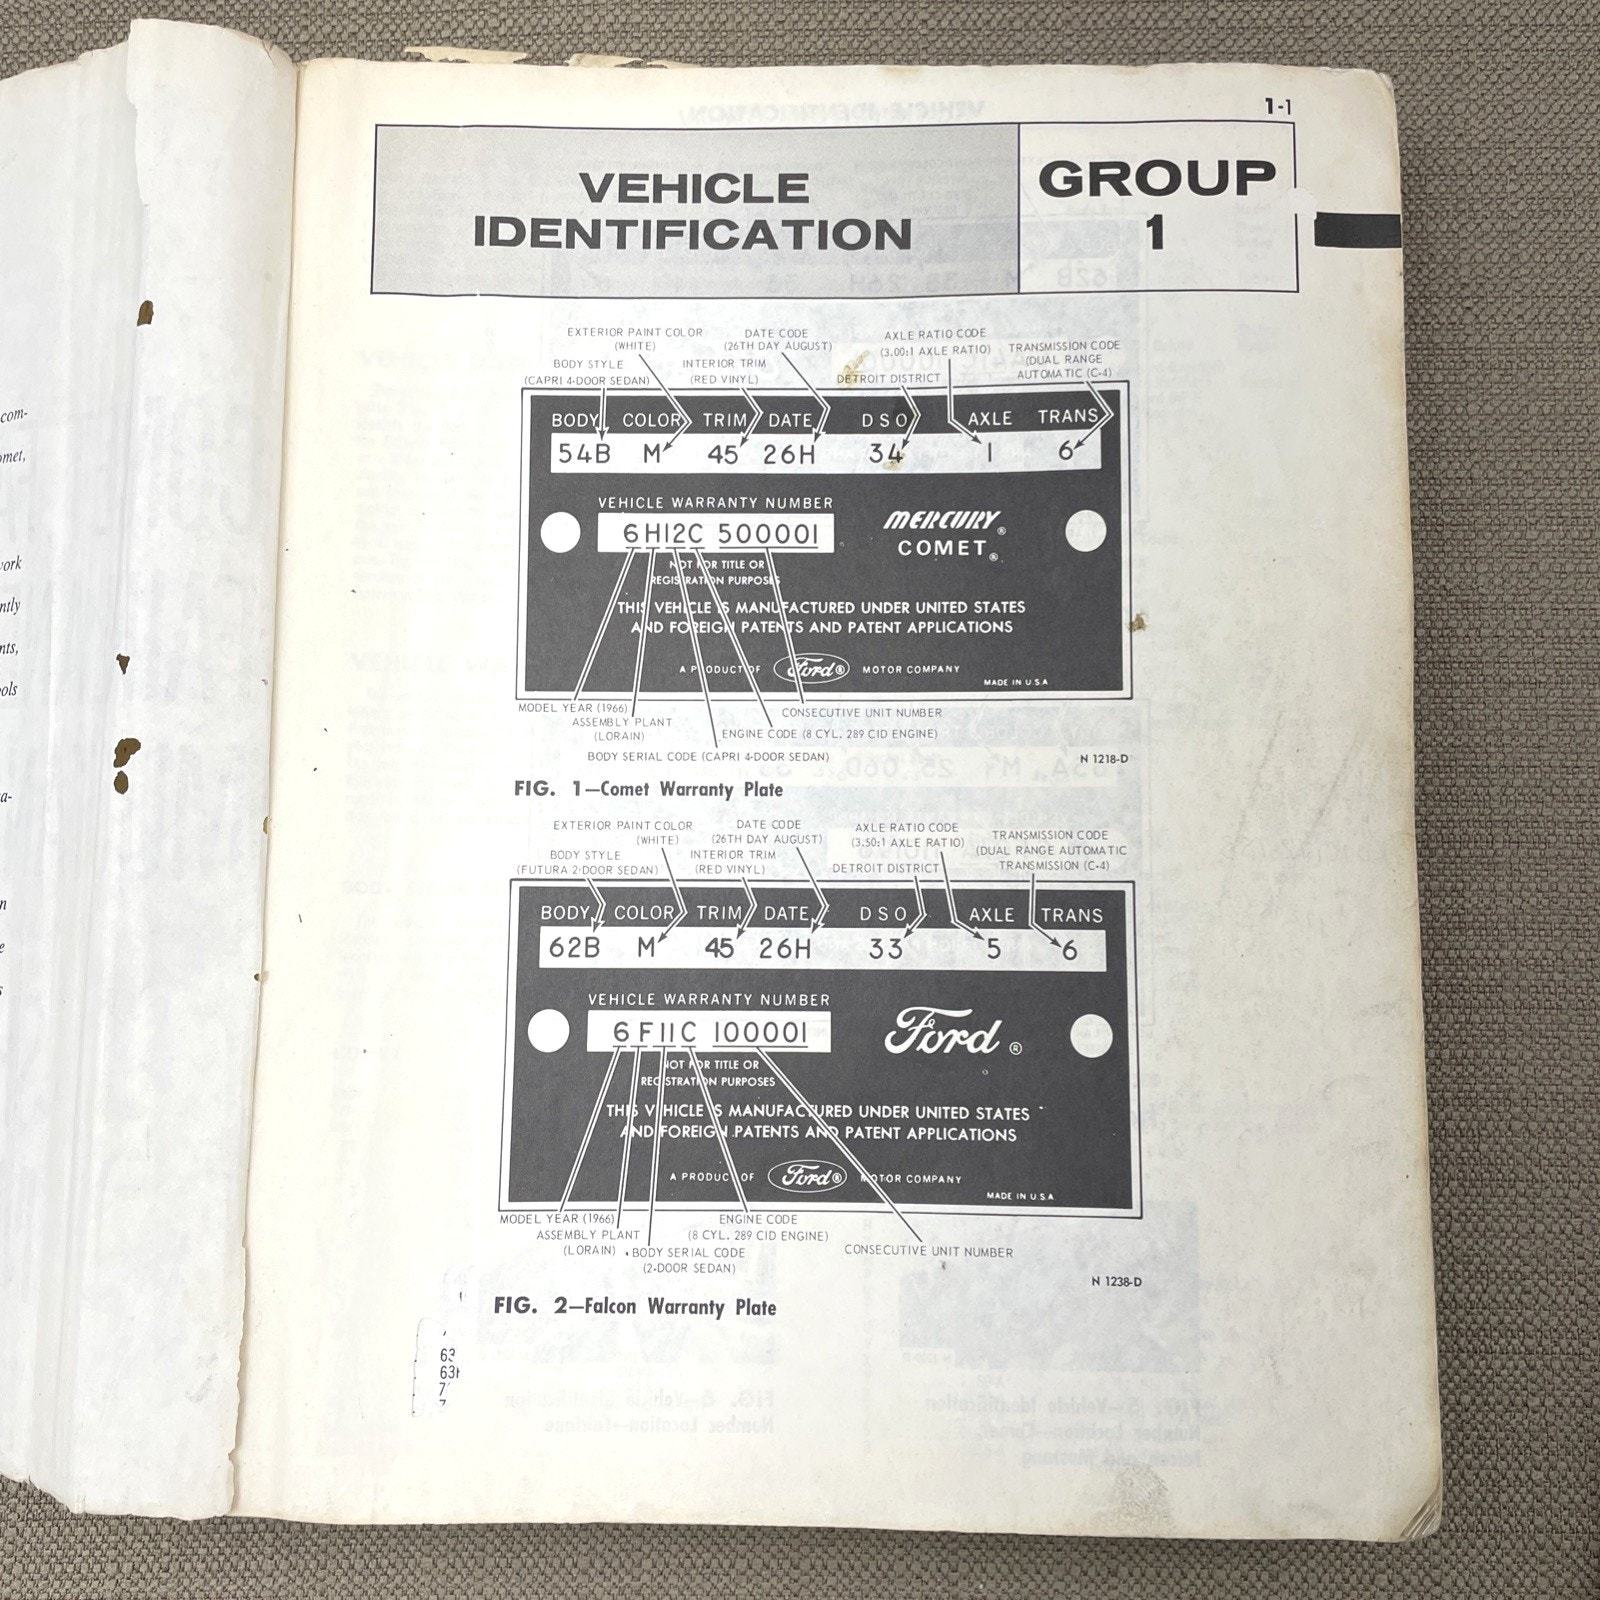 com-
omet,
work
ntly
nts,
ools
a-
n
e
s
1-1
VEHICLE
IDENTIFICATION
GROUP
1
EXTERIOR PAINT COLOR
(WHITE)
DATE CODE
(26TH DAY AUGUST)
AXLE RATIO CODE
(3.00:1 AXLE RATIO)
TRANSMISSION CODE
(DUAL RANGE
AUTOMATIC (C-4)
BODY STYLE
(CAPRI 4-DOOR SEDAN)
INTERIOR TRIM
(RED VINYL)
DETROIT DISTRICT
BODY COLOR TRIM DATE DSO AXLE TRANS
54B M 45 26H 34 1 6
VEHICLE WARRANTY NUMBER
6H12C 500001
MERCURY®
COMET®
NOT FOR TITLE OR
REGISTRATION PURPOSES
THIS VEHICLE IS MANUFACTURED UNDER UNITED STATES
AND FOREIGN PATENTS AND PATENT APPLICATIONS
A PRODUCT OF Ford® MOTOR COMPANY
MADE IN U.S.A
MODEL YEAR (1966)
ASSEMBLY PLANT
(LORAIN)
CONSECUTIVE UNIT NUMBER
ENGINE CODE (8 CYL. 289 CID ENGINE)
BODY SERIAL CODE (CAPRI 4-DOOR SEDAN)
N 1218-D
FIG. 1—Comet Warranty Plate
EXTERIOR PAINT COLOR
(WHITE)
DATE CODE
(26TH DAY AUGUST)
AXLE RATIO CODE
(3.50:1 AXLE RATIO)
TRANSMISSION CODE
(DUAL RANGE AUTOMATIC
TRANSMISSION (C-4)
BODY STYLE
(FUTURA 2-DOOR SEDAN)
INTERIOR TRIM
(RED VINYL)
DETROIT DISTRICT
BODY COLOR TRIM DATE DSO AXLE TRANS
62B M 45 26H 33 5 6
VEHICLE WARRANTY NUMBER
6F11C 100001
Ford®
NOT FOR TITLE OR
REGISTRATION PURPOSES
THIS VEHICLE IS MANUFACTURED UNDER UNITED STATES
AND FOREIGN PATENTS AND PATENT APPLICATIONS
A PRODUCT OF Ford® MOTOR COMPANY
MADE IN U.S.A
MODEL YEAR (1966)
ASSEMBLY PLANT
(LORAIN)
BODY SERIAL CODE
(2-DOOR SEDAN)
ENGINE CODE
(8 CYL. 289 CID ENGINE)
CONSECUTIVE UNIT NUMBER
N 1238-D
FIG. 2—Falcon Warranty Plate
63
63
7